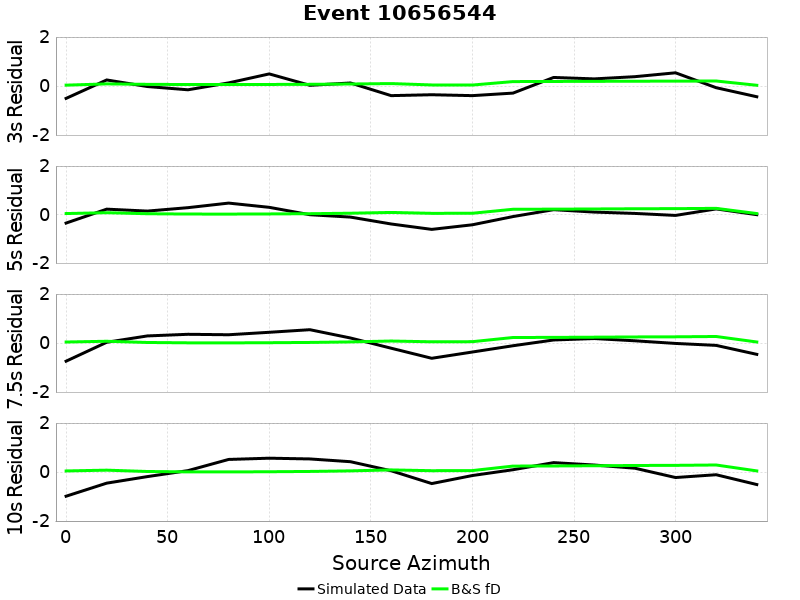 Event 10656544
3s Residual
2
0
-2
5s Residual
2
0
-2
7.5s Residual
2
0
-2
10s Residual
2
0
-2
0 50 100 150 200 250 300
Source Azimuth
Simulated Data B&S fD